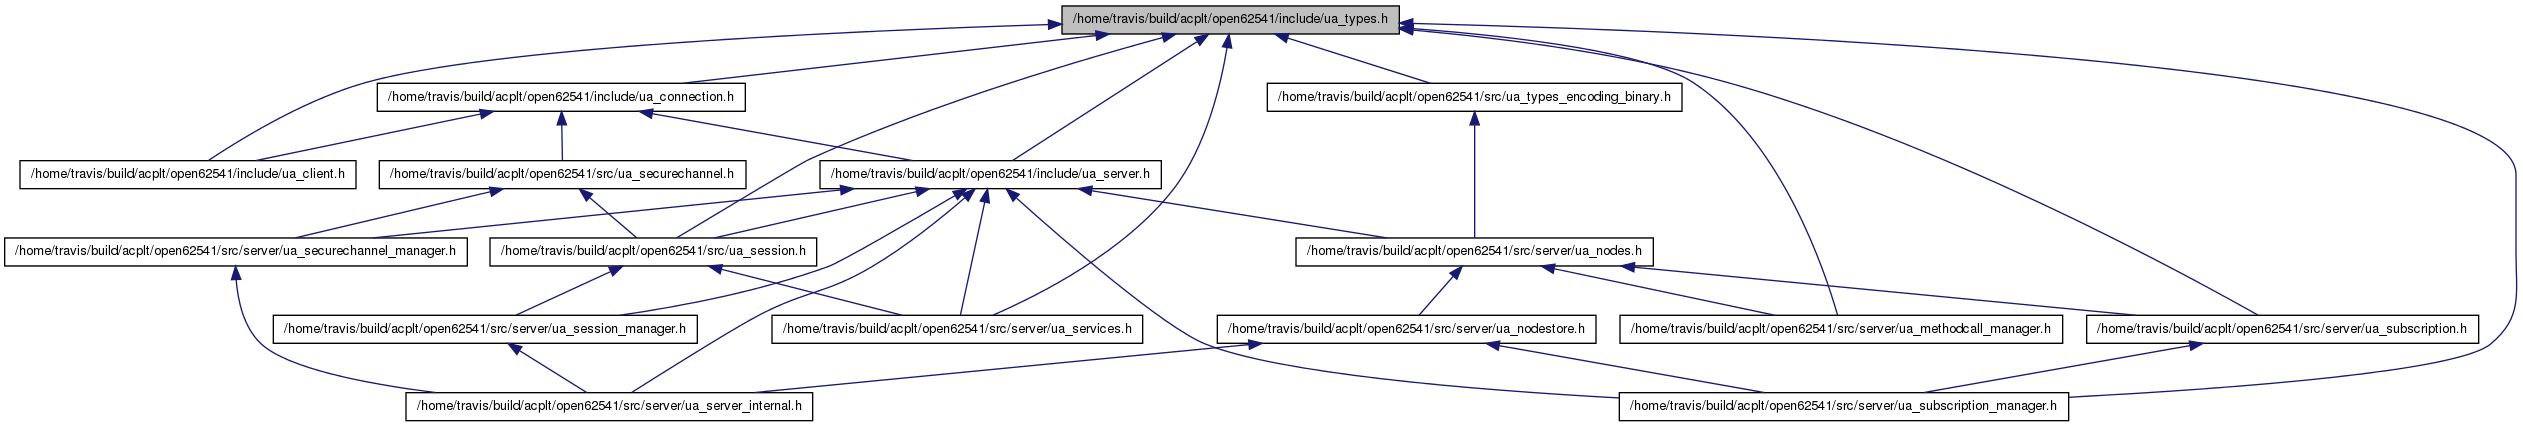 /home/travis/build/acplt/open62541/include/ua_types.h
/home/travis/build/acplt/open62541/include/ua_connection.h
/home/travis/build/acplt/open62541/src/ua_types_encoding_binary.h
/home/travis/build/acplt/open62541/include/ua_client.h
/home/travis/build/acplt/open62541/src/ua_securechannel.h
/home/travis/build/acplt/open62541/include/ua_server.h
/home/travis/build/acplt/open62541/src/server/ua_securechannel_manager.h
/home/travis/build/acplt/open62541/src/ua_session.h
/home/travis/build/acplt/open62541/src/server/ua_nodes.h
/home/travis/build/acplt/open62541/src/server/ua_session_manager.h
/home/travis/build/acplt/open62541/src/server/ua_services.h
/home/travis/build/acplt/open62541/src/server/ua_nodestore.h
/home/travis/build/acplt/open62541/src/server/ua_methodcall_manager.h
/home/travis/build/acplt/open62541/src/server/ua_subscription.h
/home/travis/build/acplt/open62541/src/server/ua_server_internal.h
/home/travis/build/acplt/open62541/src/server/ua_subscription_manager.h